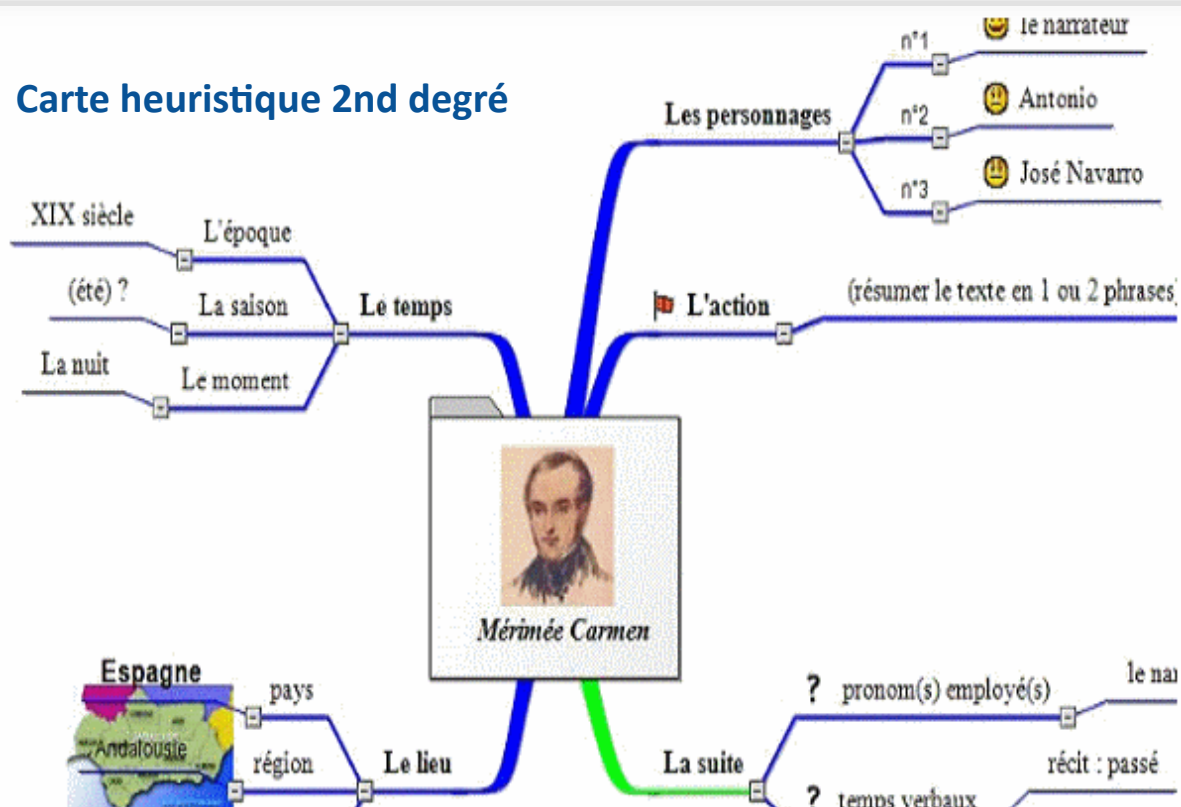 Carte heuristique 2nd degré
Les personnages
n°1
le narrateur
n°2
Antonio
n°3
José Navarro
L'action
(résumer le texte en 1 ou 2 phrases)
Le temps
L'époque
XIX siècle
La saison
(été) ?
Le moment
La nuit
Mérimée Carmen
Le lieu
pays
Espagne
région
Andalousie
La suite
? pronom(s) employé(s)
le nar
? temps verbaux
récit : passé